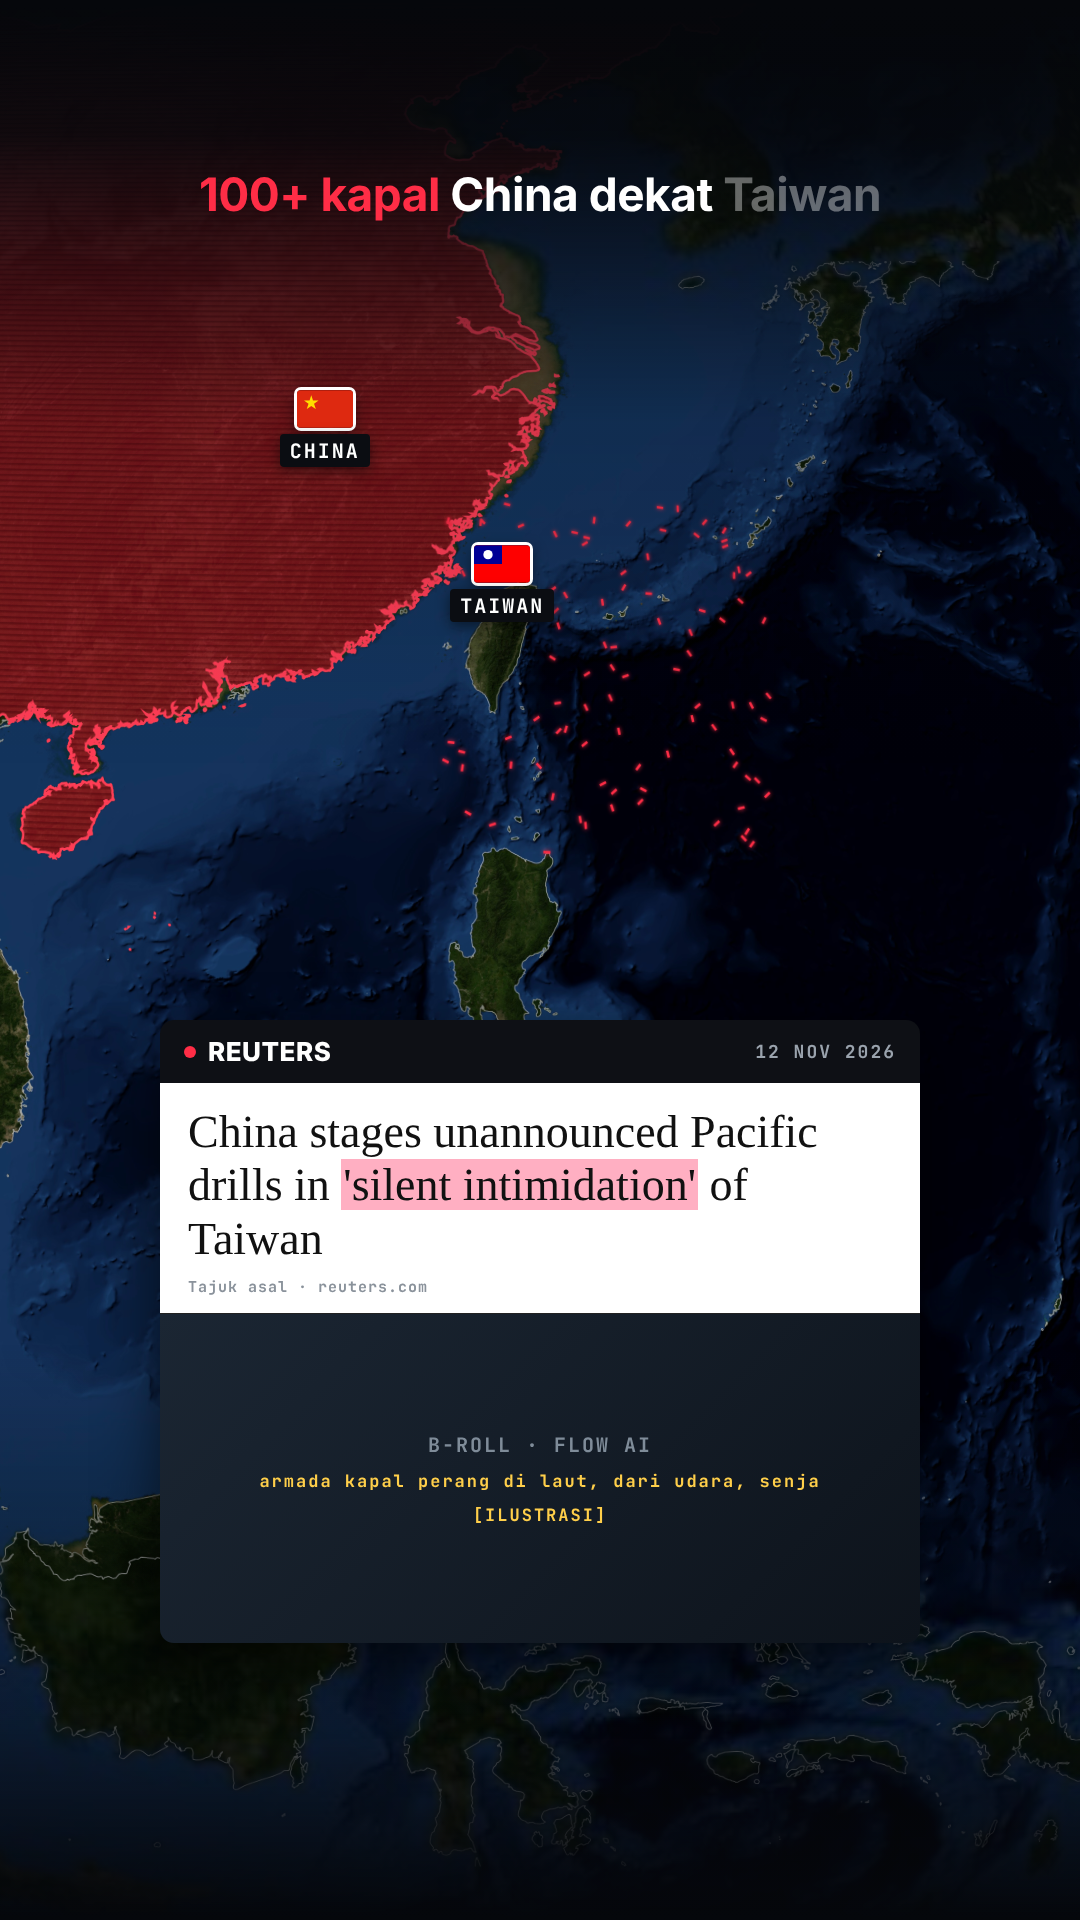 100+ kapal China dekat Taiwan
CHINA
TAIWAN
REUTERS
12 NOV 2026
China stages unannounced Pacific
drills in 'silent intimidation' of
Taiwan
Tajuk asal · reuters.com
B-ROLL · FLOW AI
armada kapal perang di laut, dari udara, senja
[ILUSTRASI]